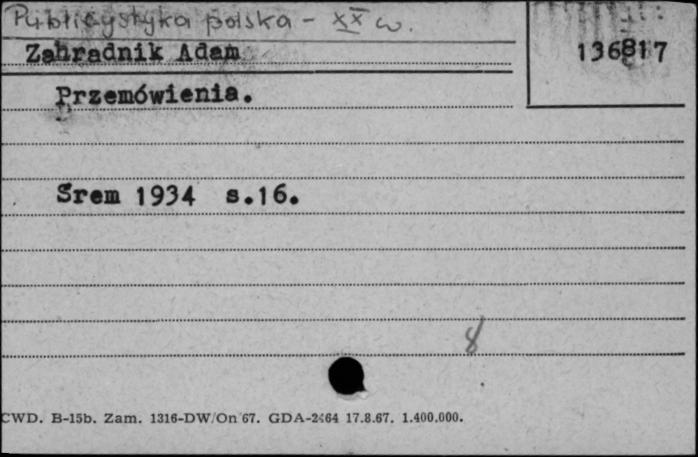 Publicystyka polska - XX w.
Zahradnik Adam
136817
Przemówienia.
Śrem 1934 s.16.
8
CWD. B-15b. Zam. 1316-DW/On 67. GDA-2464 17.8.67. 1.400.000.